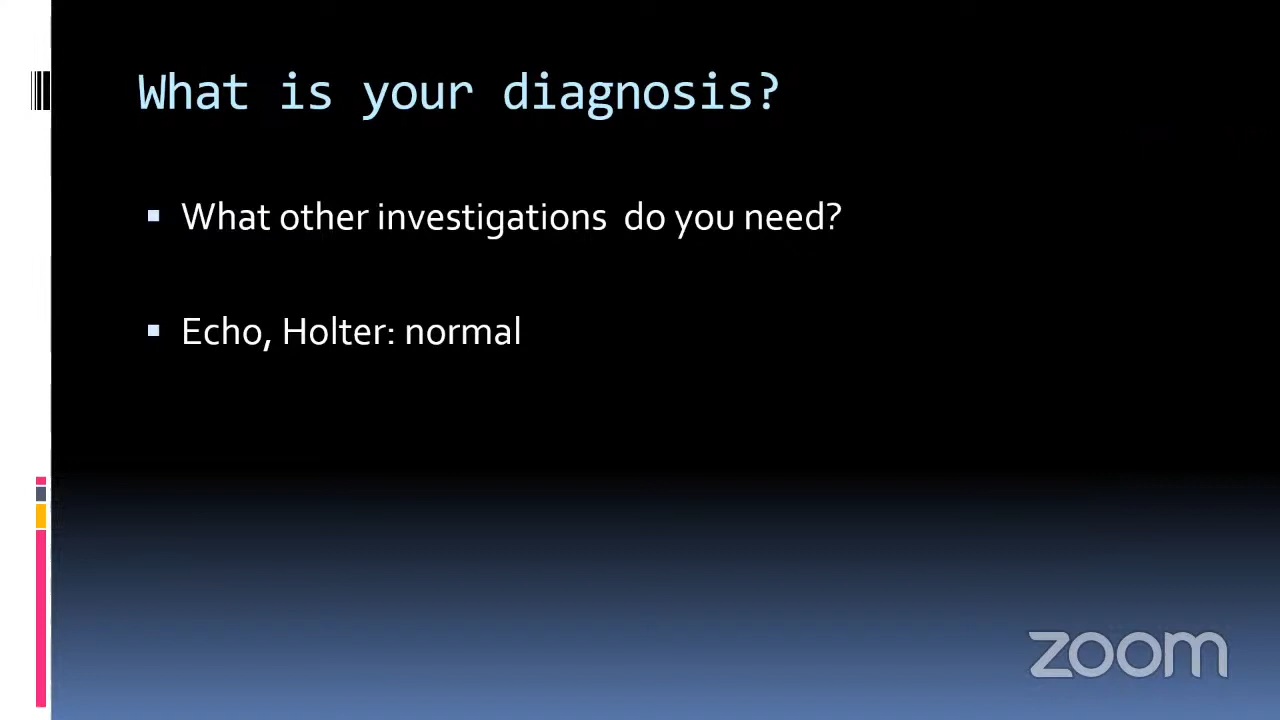 What is your diagnosis?
What other investigations do you need?
Echo, Holter: normal
zoom